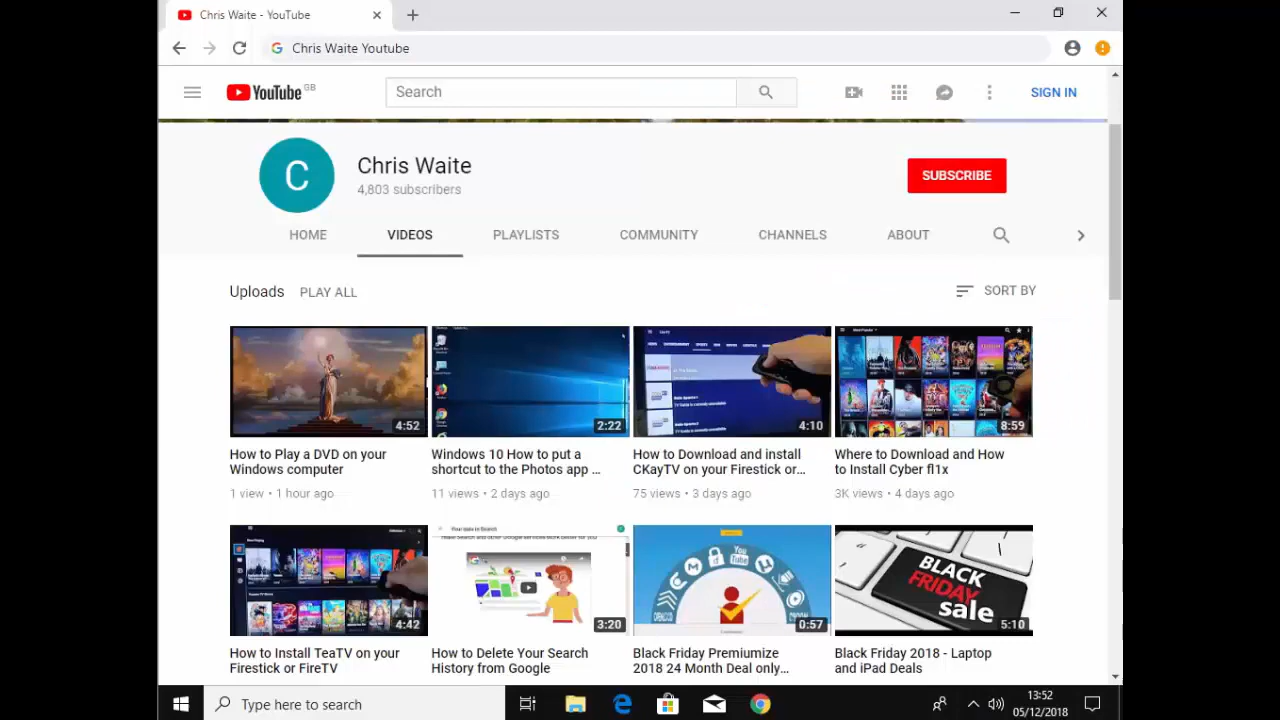 Chris Waite - YouTube
Chris Waite Youtube
YouTube GB
Search
SIGN IN
Chris Waite
4,803 subscribers
SUBSCRIBE
HOME
VIDEOS
PLAYLISTS
COMMUNITY
CHANNELS
ABOUT
Uploads
PLAY ALL
SORT BY
4:52
2:22
4:10
8:59
How to Play a DVD on your
Windows computer
1 view • 1 hour ago
Windows 10 How to put a
shortcut to the Photos app ...
11 views • 2 days ago
How to Download and install
CKayTV on your Firestick or...
75 views • 3 days ago
Where to Download and How
to Install Cyber fl1x
3K views • 4 days ago
Your data in Search
You Tube
BLACK
FRIDAY
sale
4:42
3:20
0:57
5:10
How to Install TeaTV on your
Firestick or FireTV
How to Delete Your Search
History from Google
Black Friday Premiumize
2018 24 Month Deal only...
Black Friday 2018 - Laptop
and iPad Deals
Type here to search
13:52
05/12/2018